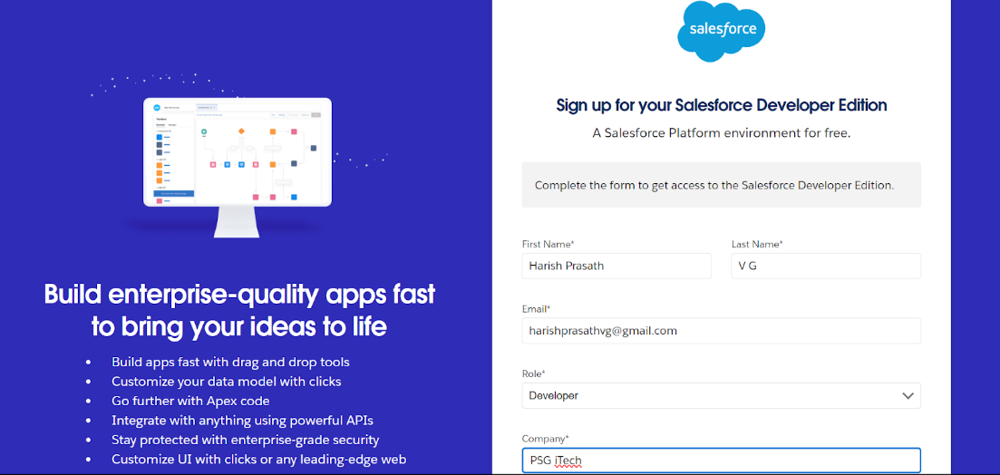 salesforce
Sign up for your Salesforce Developer Edition
A Salesforce Platform environment for free.
Complete the form to get access to the Salesforce Developer Edition.
First Name*
Last Name*
Harish Prasath
V G
Email*
harishprasathvg@gmail.com
Role*
Developer
Company*
PSG iTech
Build enterprise-quality apps fast
to bring your ideas to life
• Build apps fast with drag and drop tools
• Customize your data model with clicks
• Go further with Apex code
• Integrate with anything using powerful APIs
• Stay protected with enterprise-grade security
• Customize UI with clicks or any leading-edge web